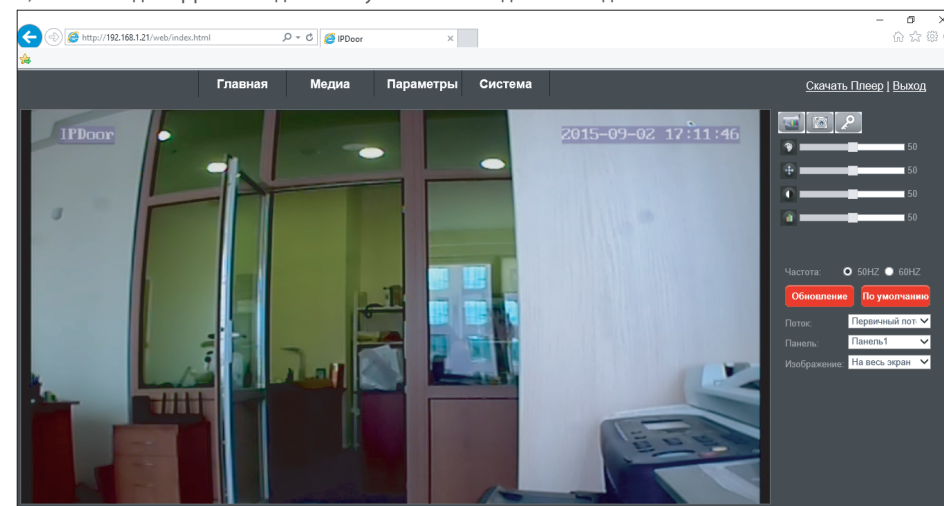 http://192.168.1.21/web/index.html
IPDoor
Главная Медиа Параметры Система
Скачать Плеер | Выход
IPDoor
2015-09-02 17:11:46
50
50
50
50
Частота: 50HZ 60HZ
Обновление По умолчанию
Поток: Первичный пот
Панель: Панель1
Изображение: На весь экран